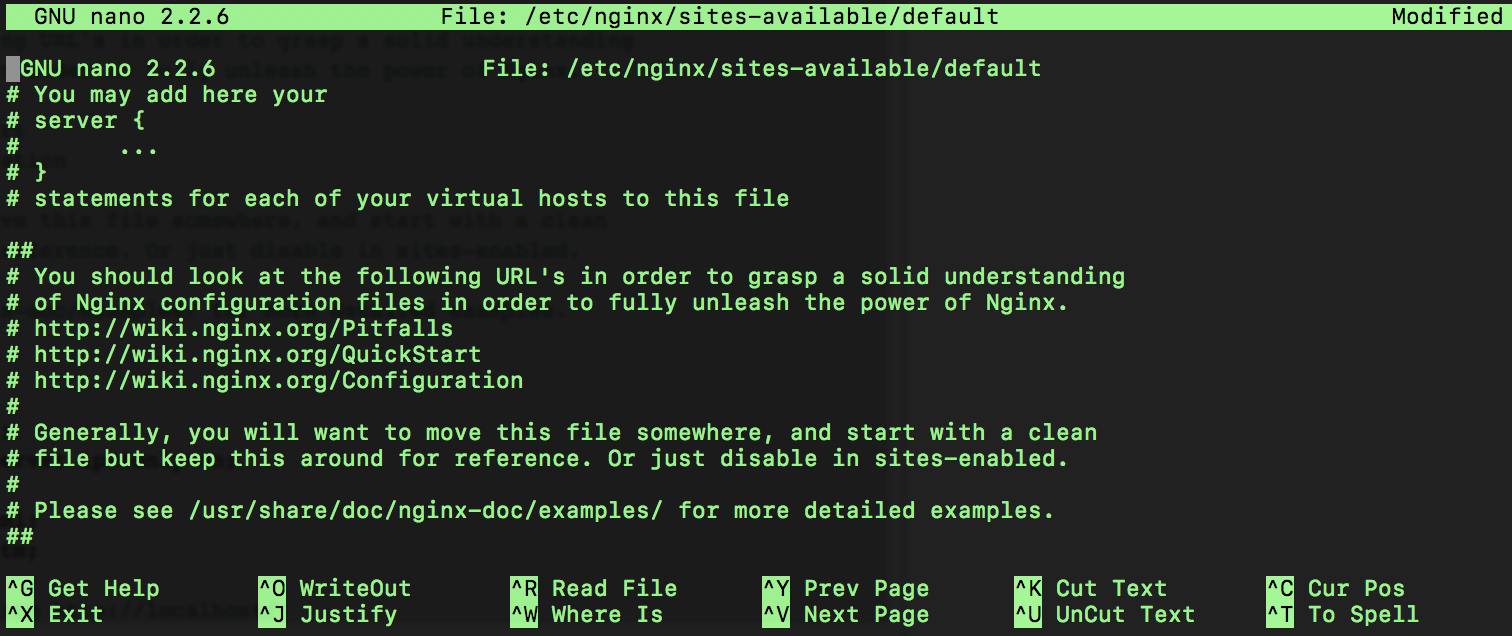 GNU nano 2.2.6 File: /etc/nginx/sites-available/default Modified
GNU nano 2.2.6 File: /etc/nginx/sites-available/default
# You may add here your
# server {
# ...
# }
# statements for each of your virtual hosts to this file
##
# You should look at the following URL's in order to grasp a solid understanding
# of Nginx configuration files in order to fully unleash the power of Nginx.
# http://wiki.nginx.org/Pitfalls
# http://wiki.nginx.org/QuickStart
# http://wiki.nginx.org/Configuration
#
# Generally, you will want to move this file somewhere, and start with a clean
# file but keep this around for reference. Or just disable in sites-enabled.
#
# Please see /usr/share/doc/nginx-doc/examples/ for more detailed examples.
##
^G Get Help ^O WriteOut ^R Read File ^Y Prev Page ^K Cut Text ^C Cur Pos
^X Exit ^J Justify ^W Where Is ^V Next Page ^U UnCut Text ^T To Spell